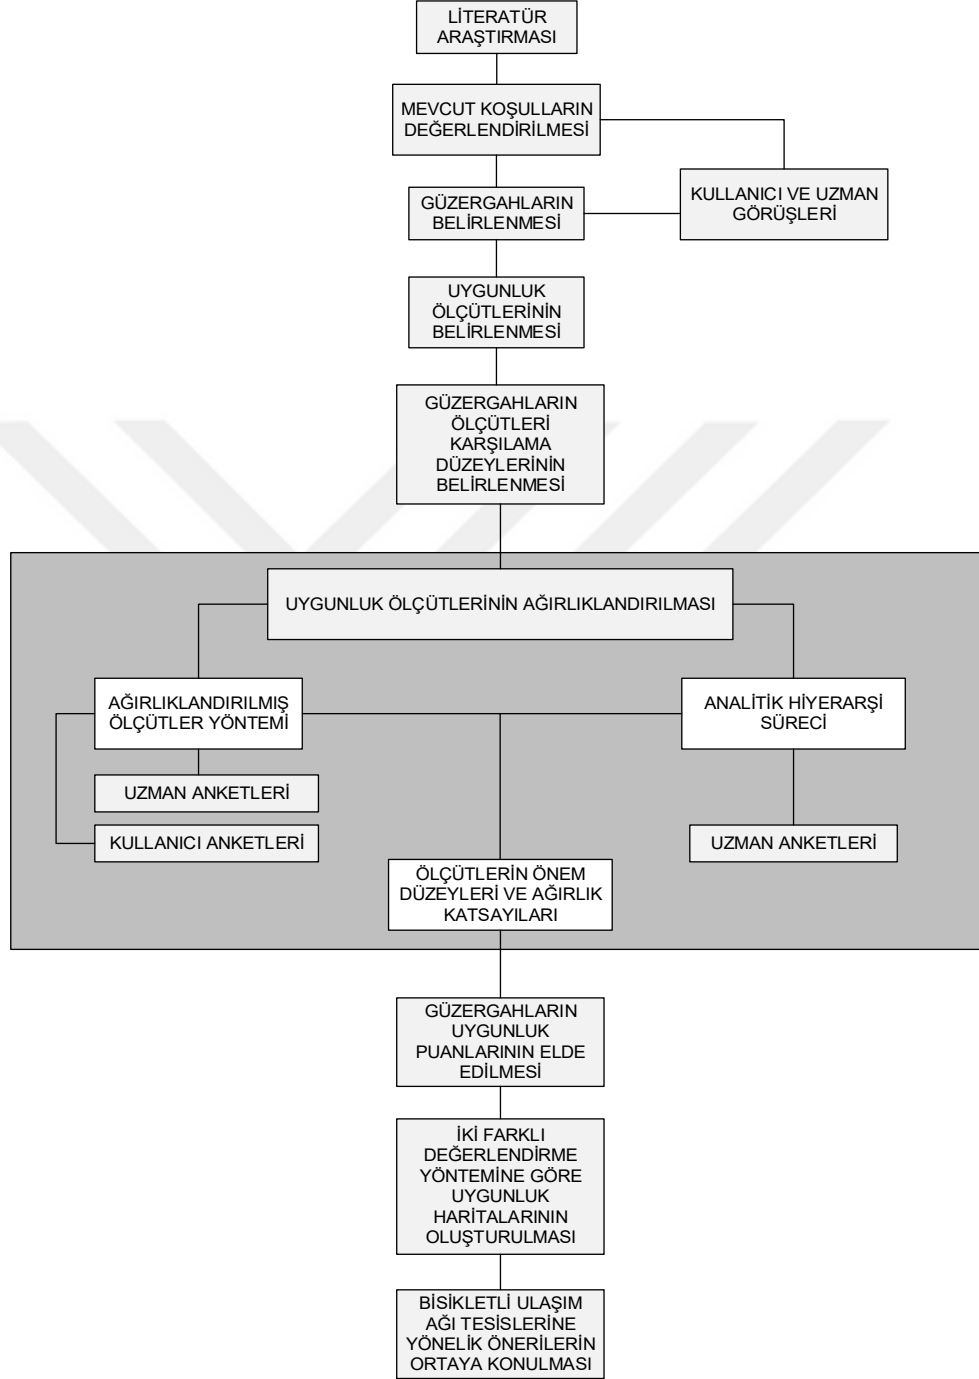 LİTERATÜR
ARAŞTIRMASI
MEVCUT KOŞULLARIN
DEĞERLENDİRİLMESİ
KULLANICI VE UZMAN
GÖRÜŞLERİ
GÜZERGAHLARIN
BELİRLENMESİ
UYGUNLUK
ÖLÇÜTLERİNİN
BELİRLENMESİ
GÜZERGAHLARIN
ÖLÇÜTLERİ
KARŞILAMA
DÜZEYLERİNİN
BELİRLENMESİ
UYGUNLUK ÖLÇÜTLERİNİN AĞIRLIKLANDIRILMASI
AĞIRLIKLANDIRILMIŞ
ÖLÇÜTLER YÖNTEMİ
ANALİTİK HİYERARŞİ
SÜRECİ
UZMAN ANKETLERİ
KULLANICI ANKETLERİ
UZMAN ANKETLERİ
ÖLÇÜTLERİN ÖNEM
DÜZEYLERİ VE AĞIRLIK
KATSAYILARI
GÜZERGAHLARIN
UYGUNLUK
PUANLARININ ELDE
EDİLMESİ
İKİ FARKLI
DEĞERLENDİRME
YÖNTEMİNE GÖRE
UYGUNLUK
HARİTALARININ
OLUŞTURULMASI
BİSİKLETLİ ULAŞIM
AĞI TESİSLERİNE
YÖNELİK ÖNERİLERİN
ORTAYA KONULMASI